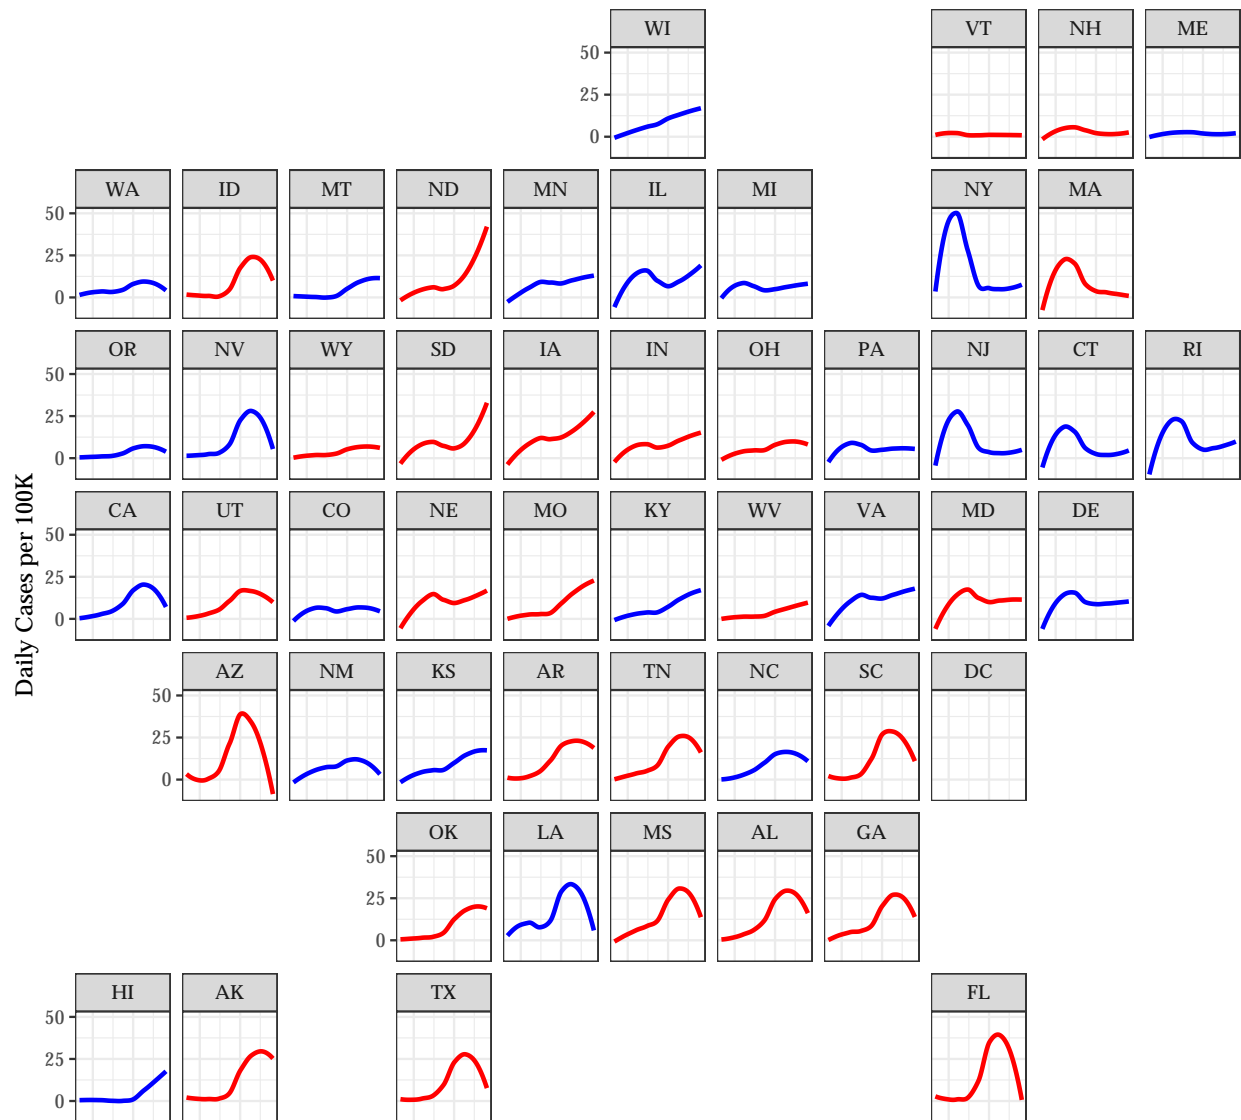 WI VT NH ME
50
25
0
WA ID MT ND MN IL MI NY MA
50
25
0
OR NV WY SD IA IN OH PA NJ CT RI
50
25
0
Daily Cases per 100K
CA UT CO NE MO KY WV VA MD DE
50
25
0
AZ NM KS AR TN NC SC DC
50
25
0
OK LA MS AL GA
50
25
0
HI AK TX FL
50
25
0